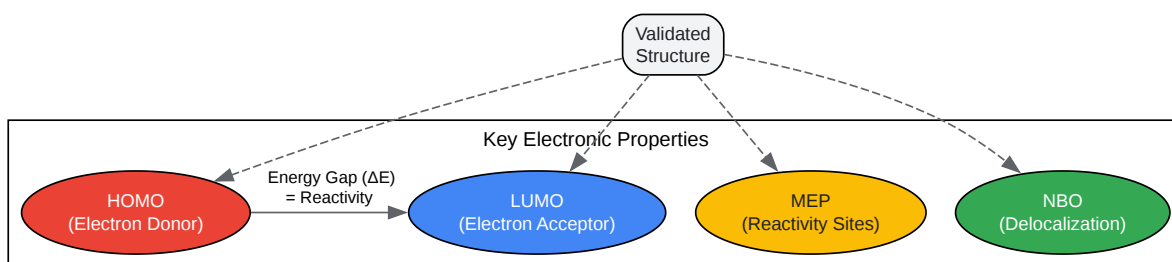 Validated
Structure
Key Electronic Properties
HOMO
(Electron Donor)
Energy Gap (ΔE)
= Reactivity
LUMO
(Electron Acceptor)
MEP
(Reactivity Sites)
NBO
(Delocalization)